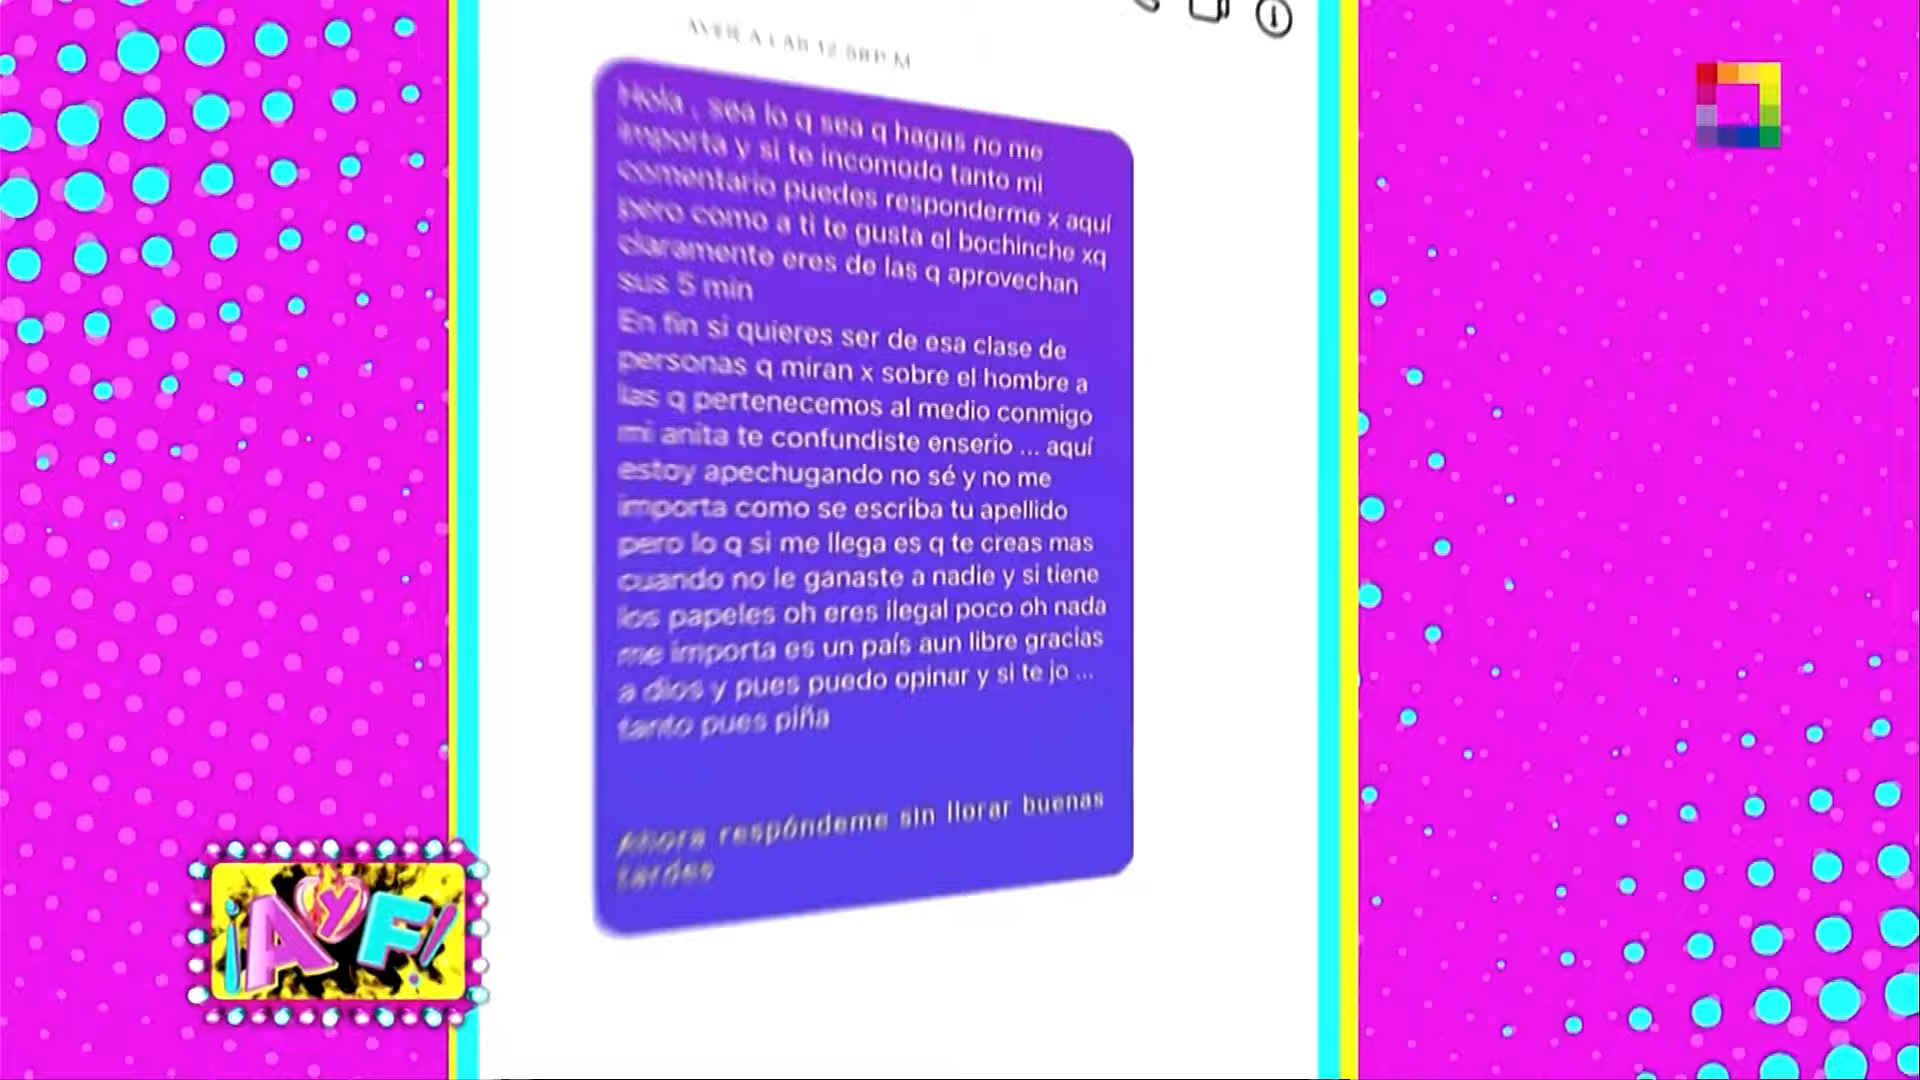 AYER A LAS 12:58 P.M
Hola , sea lo q sea q hagas no me
importa y si te incomodo tanto mi
comentario puedes responderme x aquí
pero como a ti te gusta el bochinche xq
claramente eres de las q aprovechan
sus 5 min
En fin si quieres ser de esa clase de
personas q miran x sobre el hombre a
las q pertenecemos al medio conmigo
mi anita te confundiste enserio ... aquí
estoy apechugando no sé y no me
importa como se escriba tu apellido
pero lo q si me llega es q te creas mas
cuando no le ganaste a nadie y si tiene
los papeles oh eres ilegal poco oh nada
me importa es un país aun libre gracias
a dios y pues puedo opinar y si te jo ...
tanto pues piña
Ahora respóndeme sin llorar buenas
tardes
¡AyF!